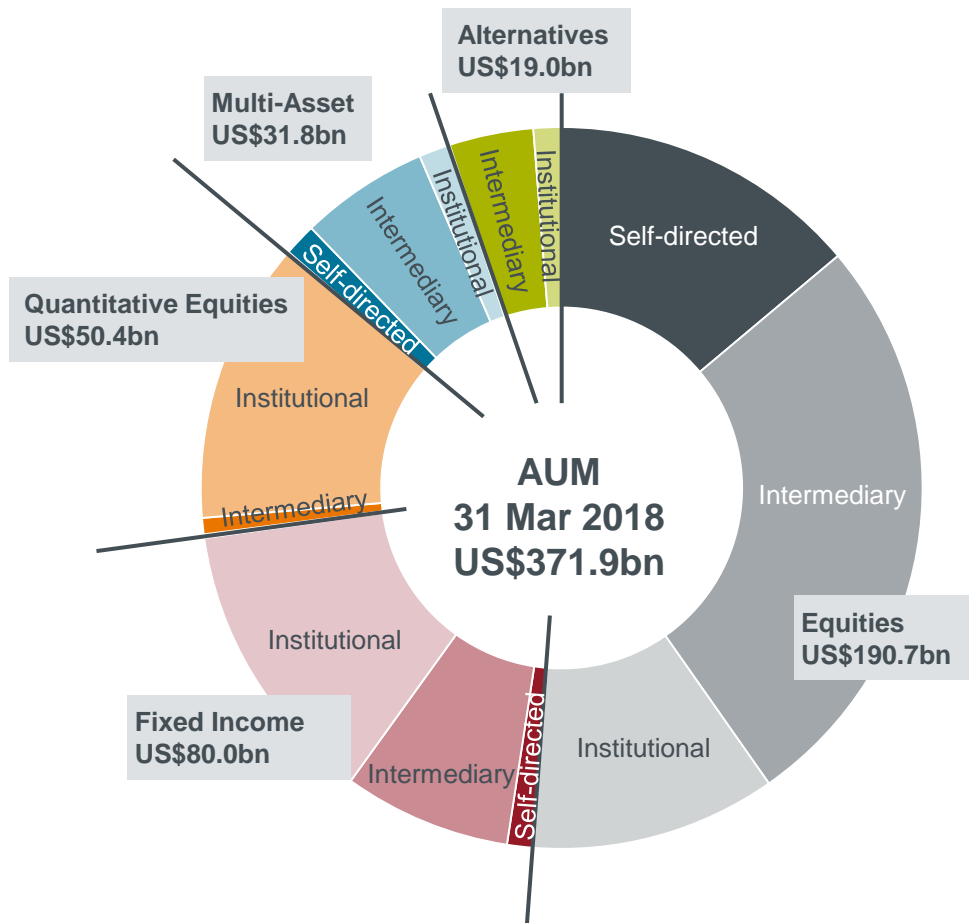 Alternatives
US$19.0bn
Multi-Asset
US$31.8bn
Institutional
Intermediary
Institutional
Intermediary
Self-directed
Self-directed
Quantitative Equities
US$50.4bn
Institutional
Intermediary
AUM
31 Mar 2018
US$371.9bn
Intermediary
Equities
US$190.7bn
Institutional
Fixed Income
US$80.0bn
Institutional
Intermediary
Self-directed